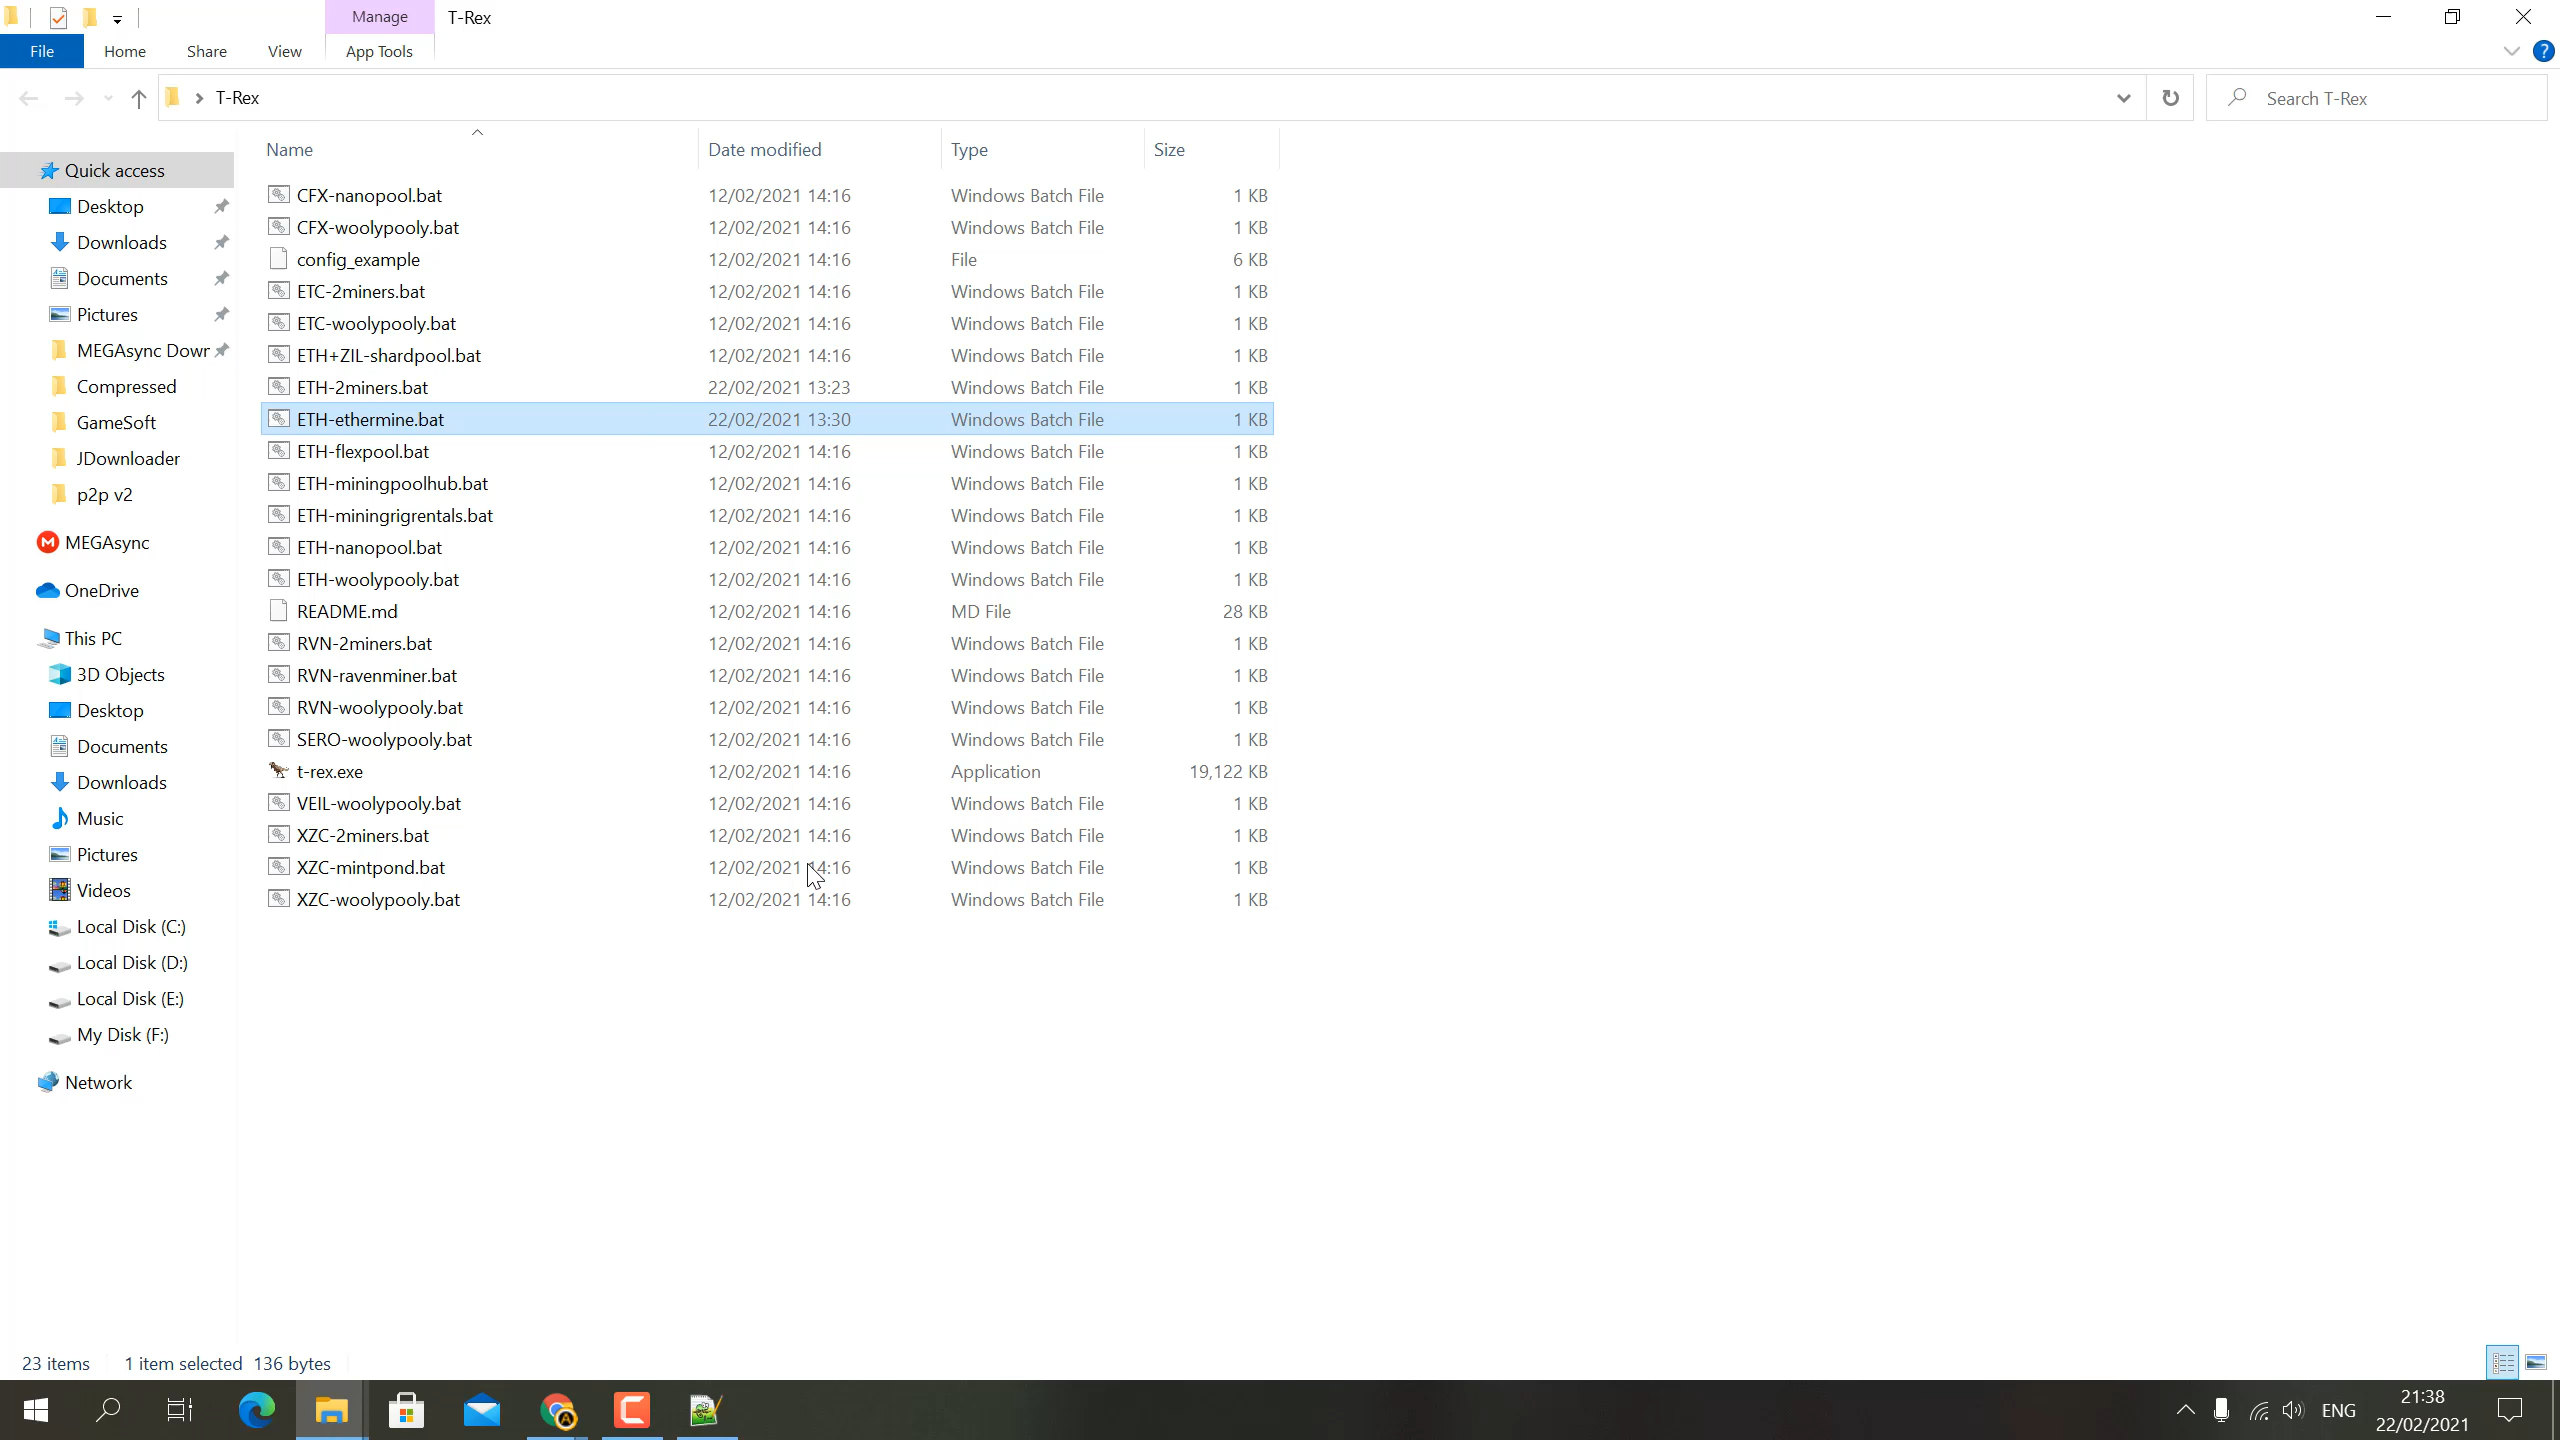 Manage
T-Rex
File
Home
Share
View
App Tools
?
T-Rex
Search T-Rex
Name
Date modified
Type
Size
Quick access
Desktop
Downloads
Documents
Pictures
MEGAsync Down
Compressed
GameSoft
JDownloader
p2p v2
MEGAsync
OneDrive
This PC
3D Objects
Desktop
Documents
Downloads
Music
Pictures
Videos
Local Disk (C:)
Local Disk (D:)
Local Disk (E:)
My Disk (F:)
Network
CFX-nanopool.bat 12/02/2021 14:16 Windows Batch File 1 KB
CFX-woolypooly.bat 12/02/2021 14:16 Windows Batch File 1 KB
config_example 12/02/2021 14:16 File 6 KB
ETC-2miners.bat 12/02/2021 14:16 Windows Batch File 1 KB
ETC-woolypooly.bat 12/02/2021 14:16 Windows Batch File 1 KB
ETH+ZIL-shardpool.bat 12/02/2021 14:16 Windows Batch File 1 KB
ETH-2miners.bat 22/02/2021 13:23 Windows Batch File 1 KB
ETH-ethermine.bat 22/02/2021 13:30 Windows Batch File 1 KB
ETH-flexpool.bat 12/02/2021 14:16 Windows Batch File 1 KB
ETH-miningpoolhub.bat 12/02/2021 14:16 Windows Batch File 1 KB
ETH-miningrigrentals.bat 12/02/2021 14:16 Windows Batch File 1 KB
ETH-nanopool.bat 12/02/2021 14:16 Windows Batch File 1 KB
ETH-woolypooly.bat 12/02/2021 14:16 Windows Batch File 1 KB
README.md 12/02/2021 14:16 MD File 28 KB
RVN-2miners.bat 12/02/2021 14:16 Windows Batch File 1 KB
RVN-ravenminer.bat 12/02/2021 14:16 Windows Batch File 1 KB
RVN-woolypooly.bat 12/02/2021 14:16 Windows Batch File 1 KB
SERO-woolypooly.bat 12/02/2021 14:16 Windows Batch File 1 KB
t-rex.exe 12/02/2021 14:16 Application 19,122 KB
VEIL-woolypooly.bat 12/02/2021 14:16 Windows Batch File 1 KB
XZC-2miners.bat 12/02/2021 14:16 Windows Batch File 1 KB
XZC-mintpond.bat 12/02/2021 14:16 Windows Batch File 1 KB
XZC-woolypooly.bat 12/02/2021 14:16 Windows Batch File 1 KB
23 items 1 item selected 136 bytes
ENG
21:38
22/02/2021